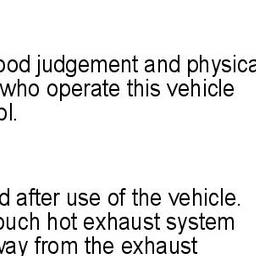 ood judgement and physica
who operate this vehicle
ol.
d after use of the vehicle.
ouch hot exhaust system
way from the exhaust